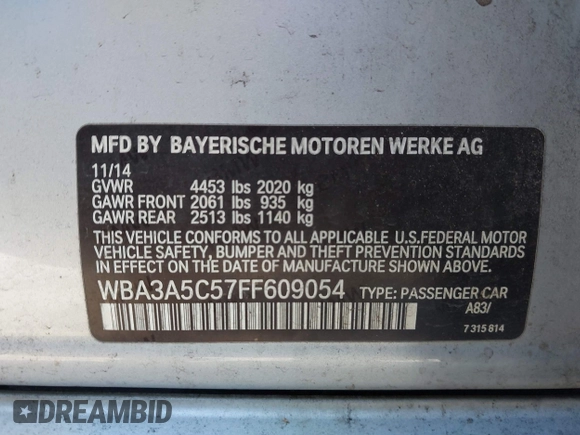 MFD BY BAYERISCHE MOTOREN WERKE AG
11/14
GVWR 4453 lbs 2020 kg
GAWR FRONT 2061 lbs 935 kg
GAWR REAR 2513 lbs 1140 kg
THIS VEHICLE CONFORMS TO ALL APPLICABLE U.S.FEDERAL MOTOR
VEHICLE SAFETY, BUMPER AND THEFT PREVENTION STANDARDS
IN EFFECT ON THE DATE OF MANUFACTURE SHOWN ABOVE.
WBA3A5C57FF609054 TYPE: PASSENGER CAR
A83/
7 315 814
DREAMBID